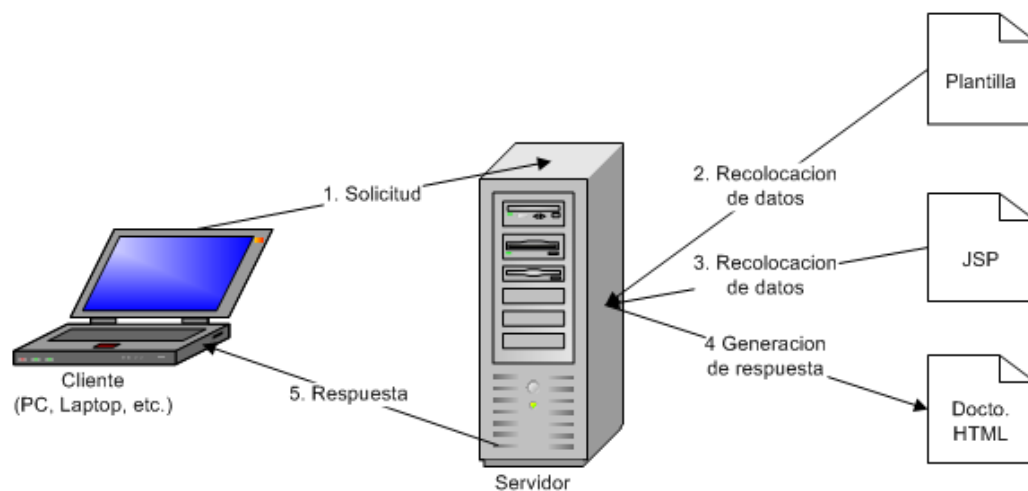 Plantilla
2. Recolocacion
de datos
1. Solicitud
3. Recolocacion
de datos
JSP
4 Generacion
de respuesta
Cliente
(PC, Laptop, etc.)
5. Respuesta
Docto.
HTML
Servidor